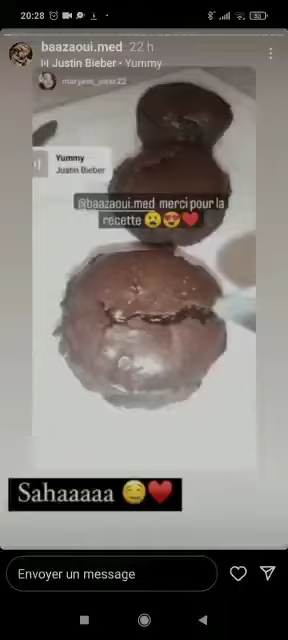 20:28
baazaoui.med 22 h
Justin Bieber • Yummy
Yummy
Justin Bieber
@baazaoui.med merci pour la
recette 😦😍❤️
Sahaaaaa 🤤♥️
Envoyer un message